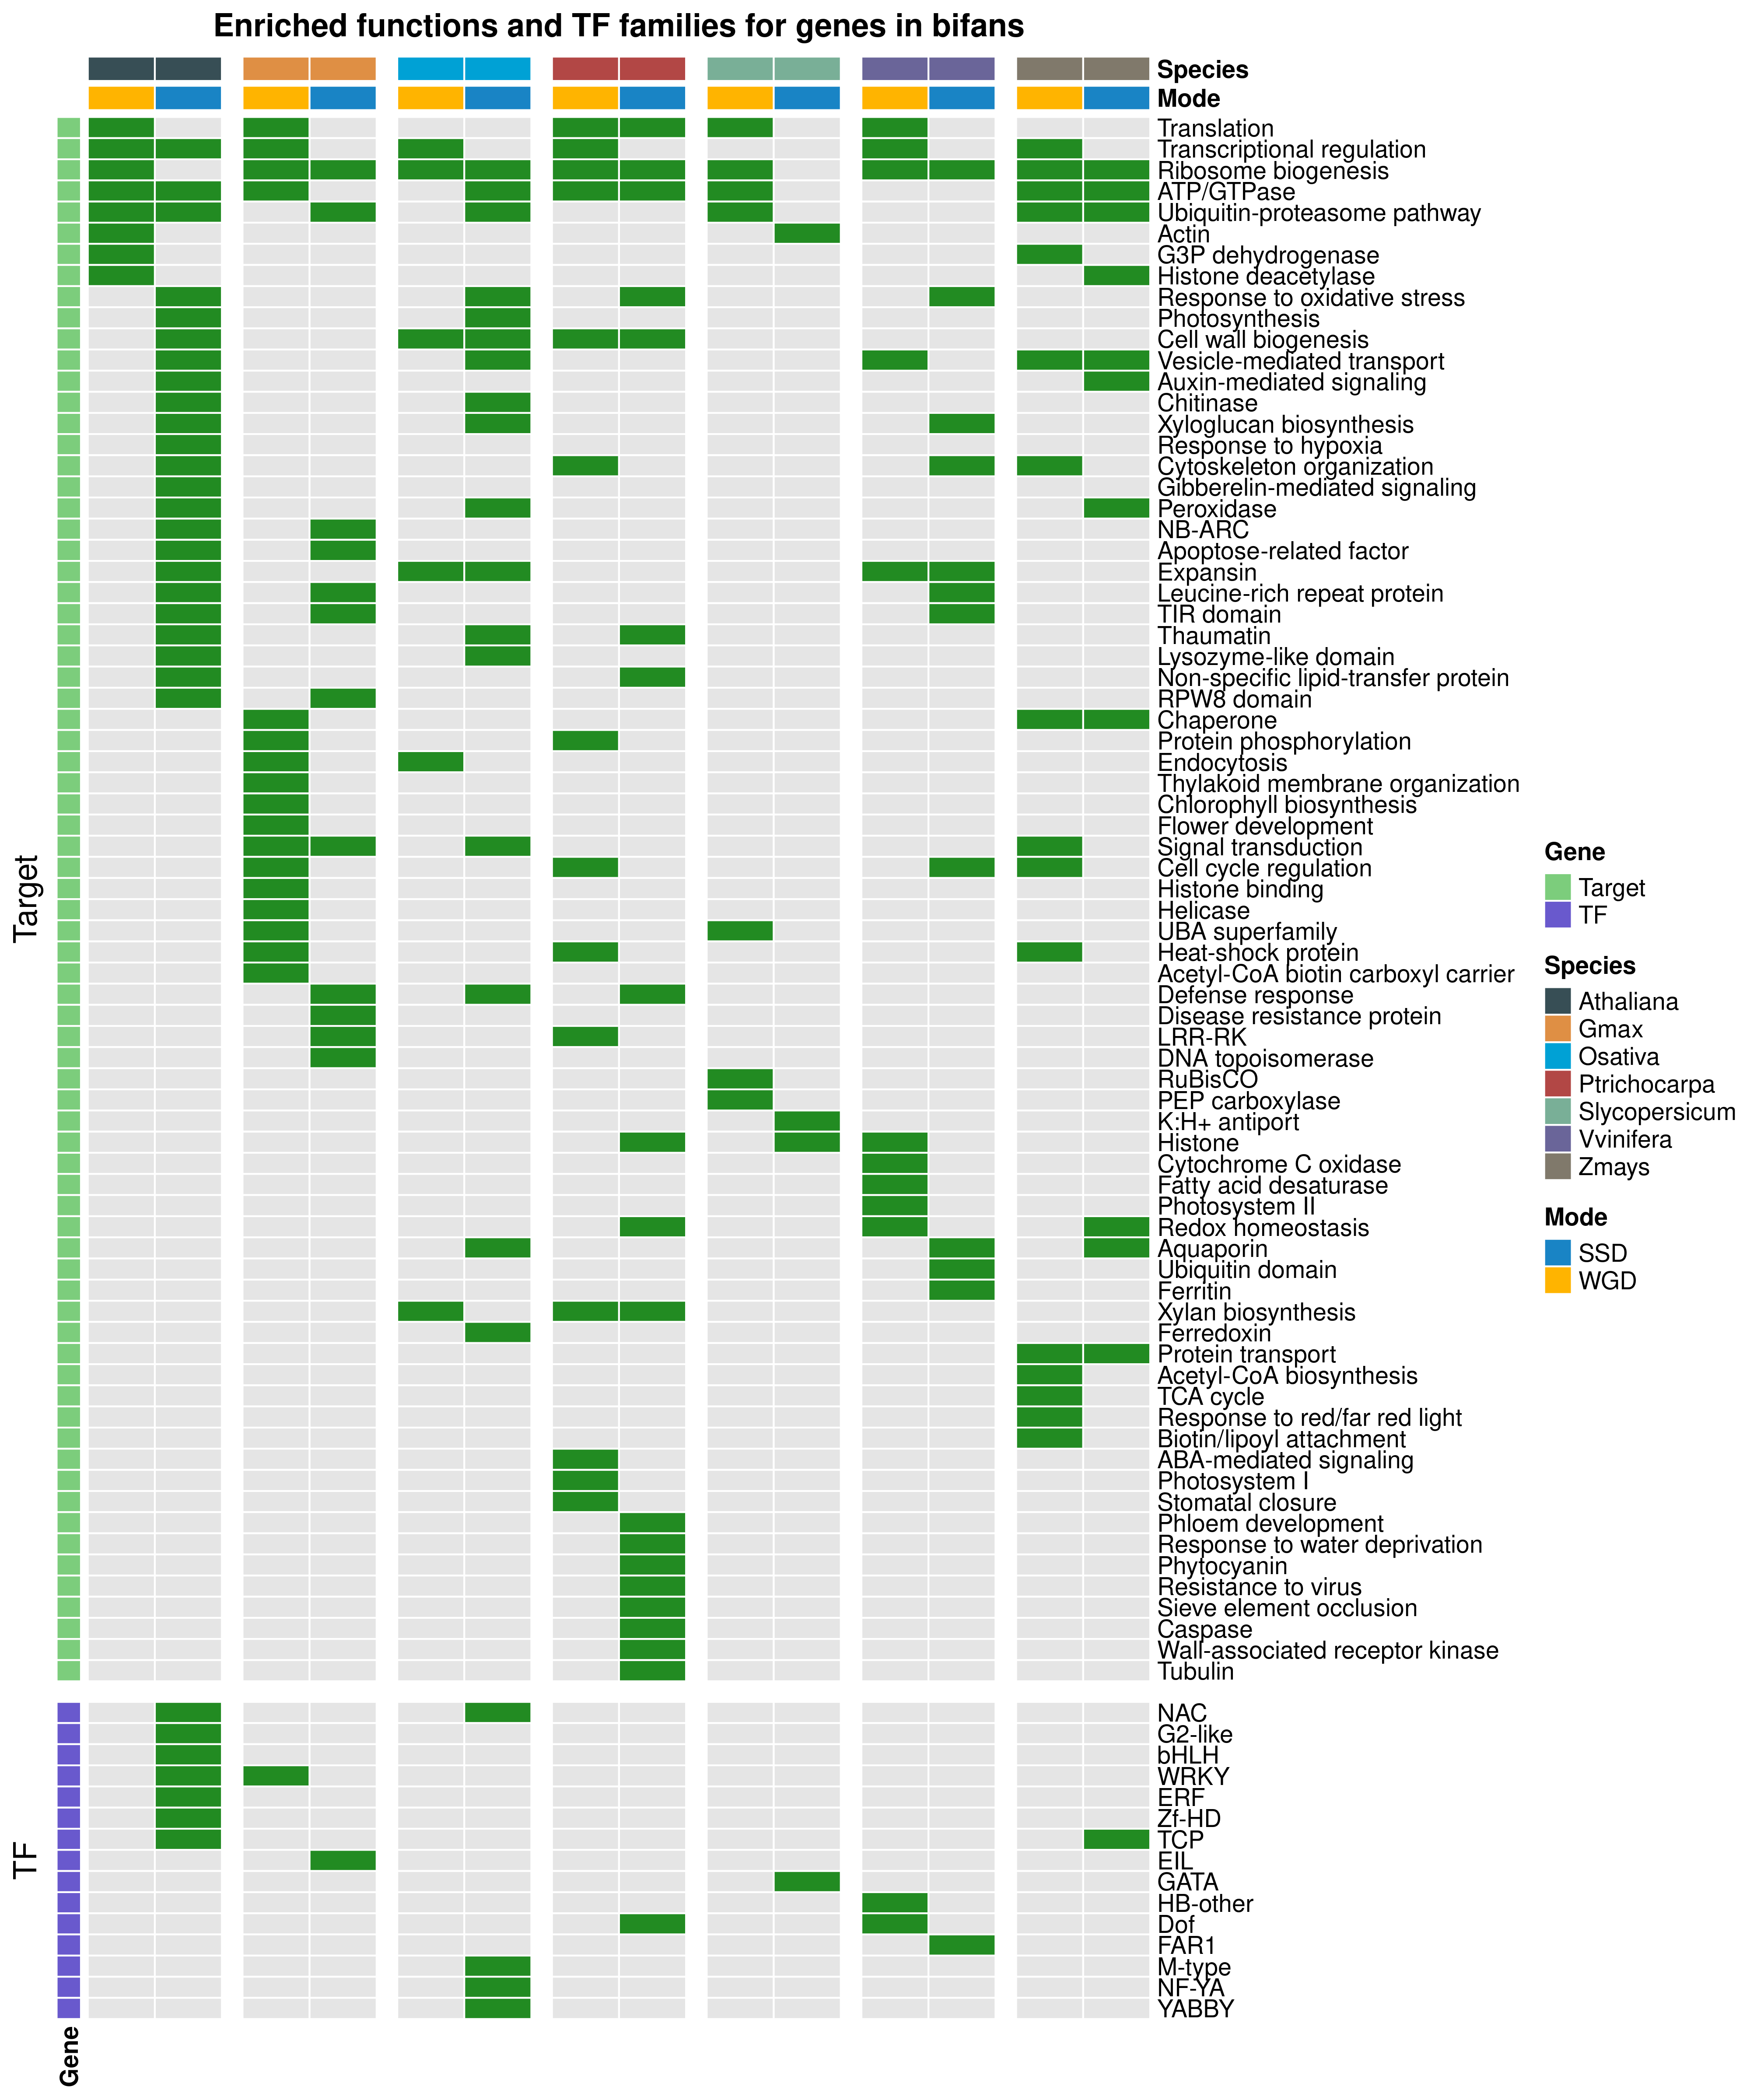 Enriched functions and TF families for genes in bifans
Species
Mode
Translation
Transcriptional regulation
Ribosome biogenesis
ATP/GTPase
Ubiquitin-proteasome pathway
Actin
G3P dehydrogenase
Histone deacetylase
Response to oxidative stress
Photosynthesis
Cell wall biogenesis
Vesicle-mediated transport
Auxin-mediated signaling
Chitinase
Xyloglucan biosynthesis
Response to hypoxia
Cytoskeleton organization
Gibberelin-mediated signaling
Peroxidase
NB-ARC
Apoptose-related factor
Expansin
Leucine-rich repeat protein
TIR domain
Thaumatin
Lysozyme-like domain
Non-specific lipid-transfer protein
RPW8 domain
Chaperone
Protein phosphorylation
Endocytosis
Thylakoid membrane organization
Chlorophyll biosynthesis
Flower development
Signal transduction
Cell cycle regulation
Histone binding
Helicase
UBA superfamily
Heat-shock protein
Acetyl-CoA biotin carboxyl carrier
Defense response
Disease resistance protein
LRR-RK
DNA topoisomerase
RuBisCO
PEP carboxylase
K:H+ antiport
Histone
Cytochrome C oxidase
Fatty acid desaturase
Photosystem II
Redox homeostasis
Aquaporin
Ubiquitin domain
Ferritin
Xylan biosynthesis
Ferredoxin
Protein transport
Acetyl-CoA biosynthesis
TCA cycle
Response to red/far red light
Biotin/lipoyl attachment
ABA-mediated signaling
Photosystem I
Stomatal closure
Phloem development
Response to water deprivation
Phytocyanin
Resistance to virus
Sieve element occlusion
Caspase
Wall-associated receptor kinase
Tubulin
NAC
G2-like
bHLH
WRKY
ERF
Zf-HD
TCP
EIL
GATA
HB-other
Dof
FAR1
M-type
NF-YA
YABBY
Target
TF
Gene
Gene
Target
TF
Species
Athaliana
Gmax
Osativa
Ptrichocarpa
Slycopersicum
Vvinifera
Zmays
Mode
SSD
WGD